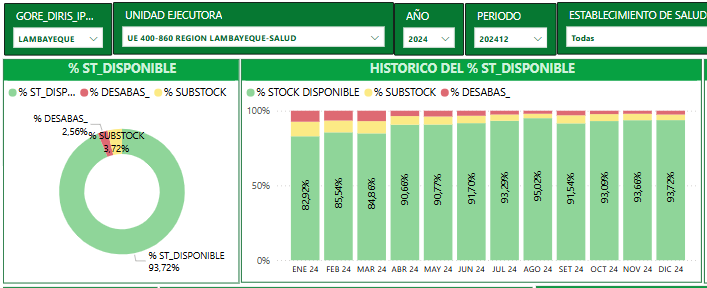 GORE_DIRIS_IP...
UNIDAD EJECUTORA
AÑO
PERIODO
ESTABLECIMIENTO DE SALUD
LAMBAYEQUE
UE 400-860 REGION LAMBAYEQUE-SALUD
2024
202412
Todas
% ST_DISPONIBLE
% ST_DISP...
% DESABAS_
% SUBSTOCK
% DESABAS_
2,56%
% SUBSTOCK
3,72%
% ST_DISPONIBLE
93,72%
HISTORICO DEL % ST_DISPONIBLE
% STOCK DISPONIBLE
% SUBSTOCK
% DESABAS_
100%
50%
0%
82,92%
85,54%
84,86%
90,66%
90,77%
91,70%
93,29%
95,02%
91,54%
93,09%
93,66%
93,72%
ENE 24
FEB 24
MAR 24
ABR 24
MAY 24
JUN 24
JUL 24
AGO 24
SET 24
OCT 24
NOV 24
DIC 24